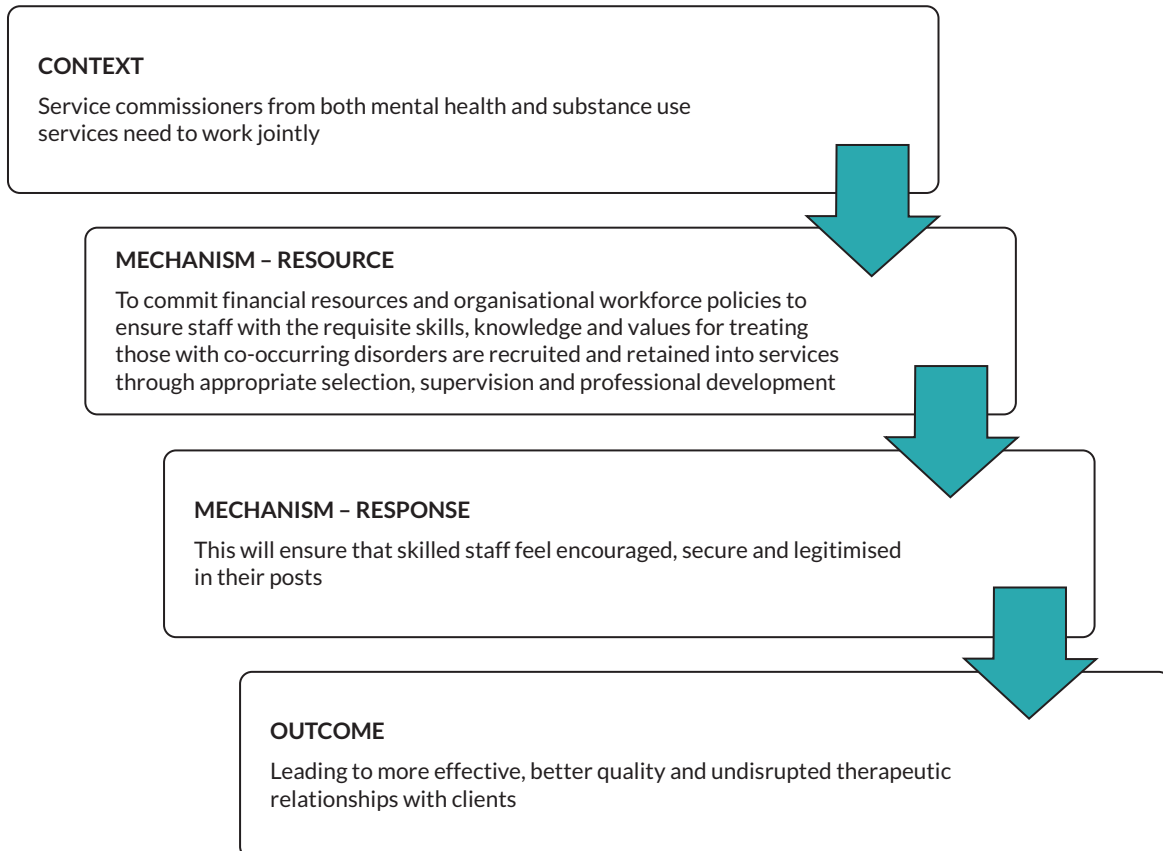 CONTEXT
Service commissioners from both mental health and substance use
services need to work jointly
MECHANISM – RESOURCE
To commit financial resources and organisational workforce policies to
ensure staff with the requisite skills, knowledge and values for treating
those with co-occurring disorders are recruited and retained into services
through appropriate selection, supervision and professional development
MECHANISM – RESPONSE
This will ensure that skilled staff feel encouraged, secure and legitimised
in their posts
OUTCOME
Leading to more effective, better quality and undisrupted therapeutic
relationships with clients